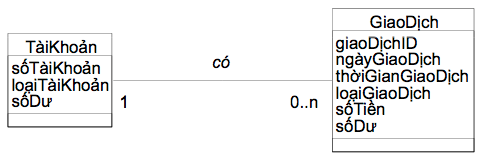 TàiKhoản
sốTàiKhoản
loạiTàiKhoản
sốDư
có
1
0..n
GiaoDịch
giaoDịchID
ngàyGiaoDịch
thờiGianGiaoDịch
loạiGiaoDịch
sốTiền
sốDư